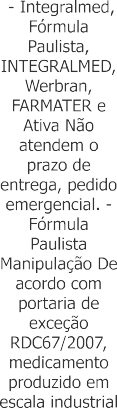 - Integralmed,
Fórmula
Paulista,
INTEGRALMED,
Werbran,
FARMATER e
Ativa Não
atendem o
prazo de
entrega, pedido
emergencial. -
Fórmula
Paulista
Manipulação De
acordo com
portaria de
exceção
RDC67/2007,
medicamento
produzido em
escala industrial